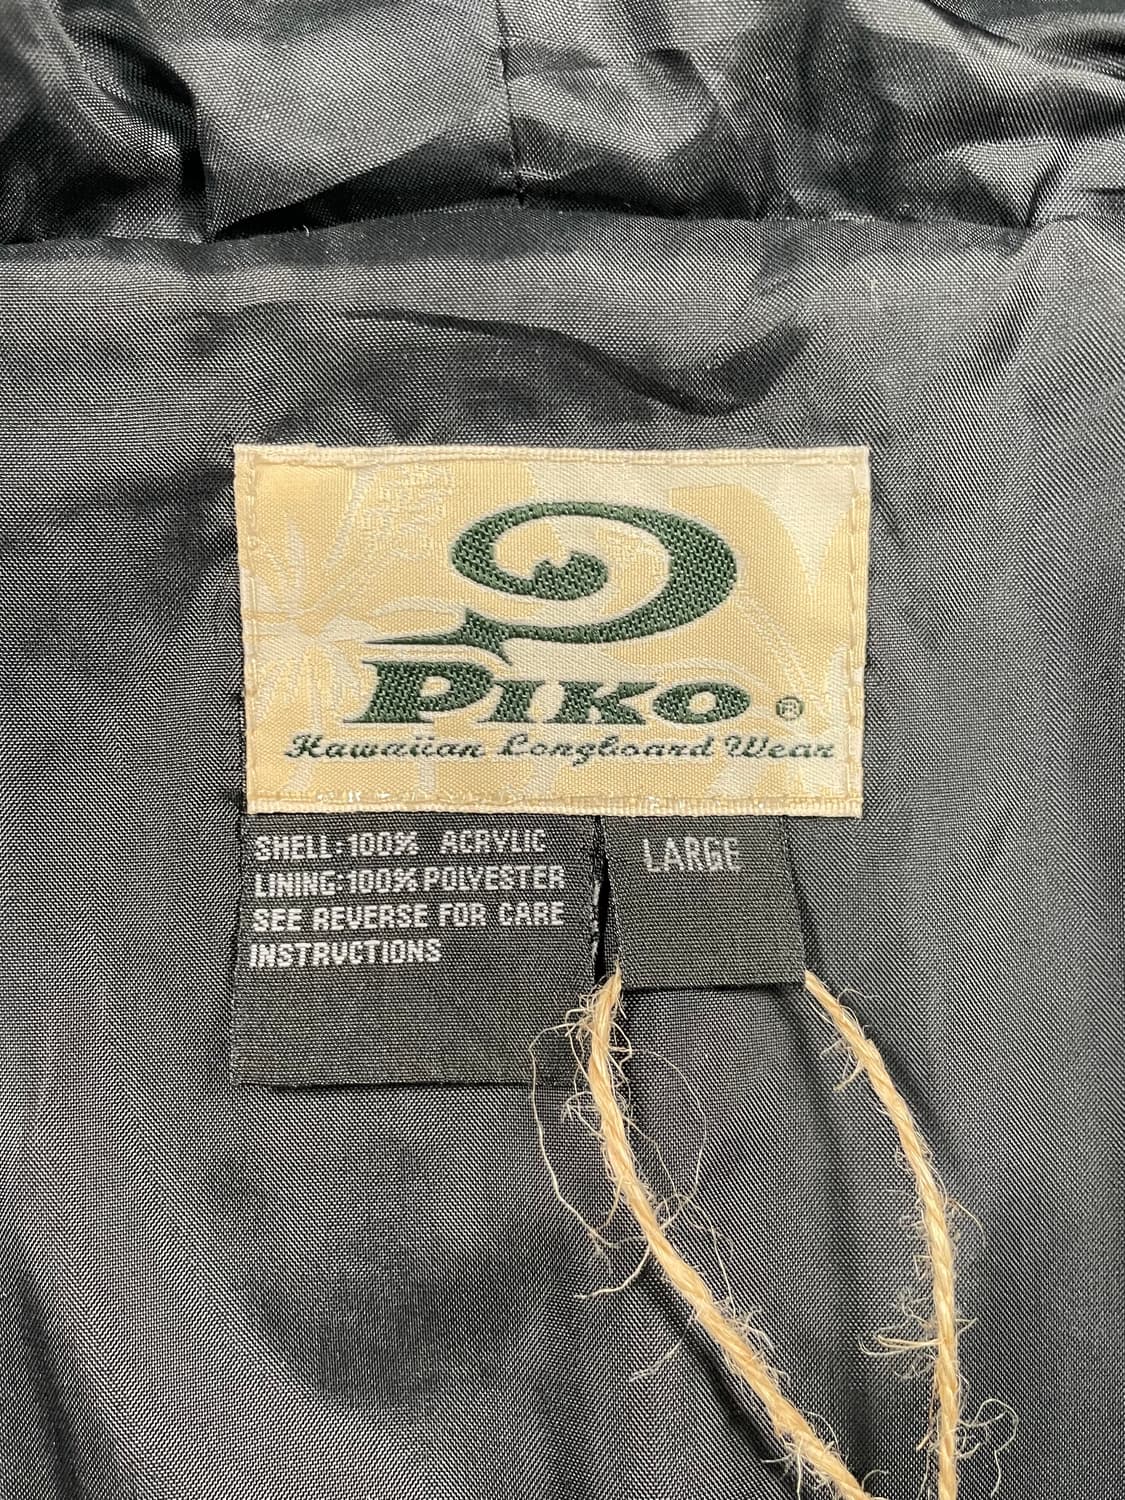 PIKO ®
Hawaiian Longboard Wear
SHELL: 100% ACRYLIC
LINING: 100% POLYESTER
SEE REVERSE FOR CARE
INSTRUCTIONS
LARGE